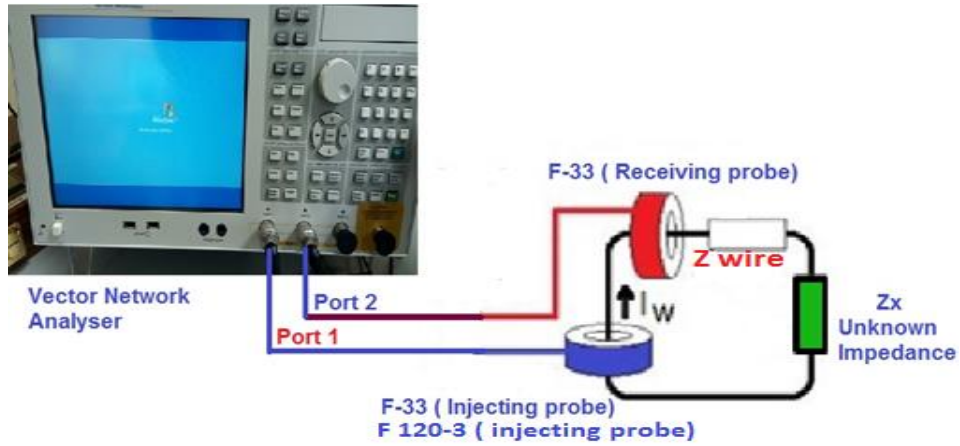 F-33 ( Receiving probe)
Z wire
Vector Network
Analyser
Port 2
Port 1
I W
Zx
Unknown
Impedance
F-33 ( Injecting probe)
F 120-3 ( injecting probe)